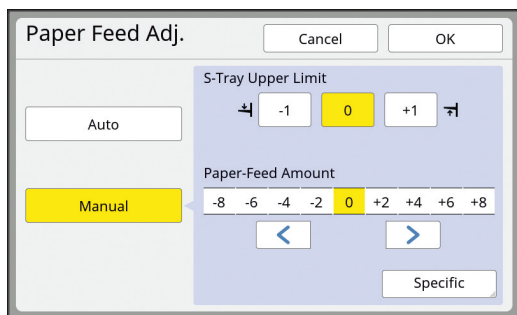 Paper Feed Adj.
Cancel
OK
S-Tray Upper Limit
-1
0
+1
Auto
Paper-Feed Amount
Manual
-8 -6 -4 -2 0 +2 +4 +6 +8
Specific